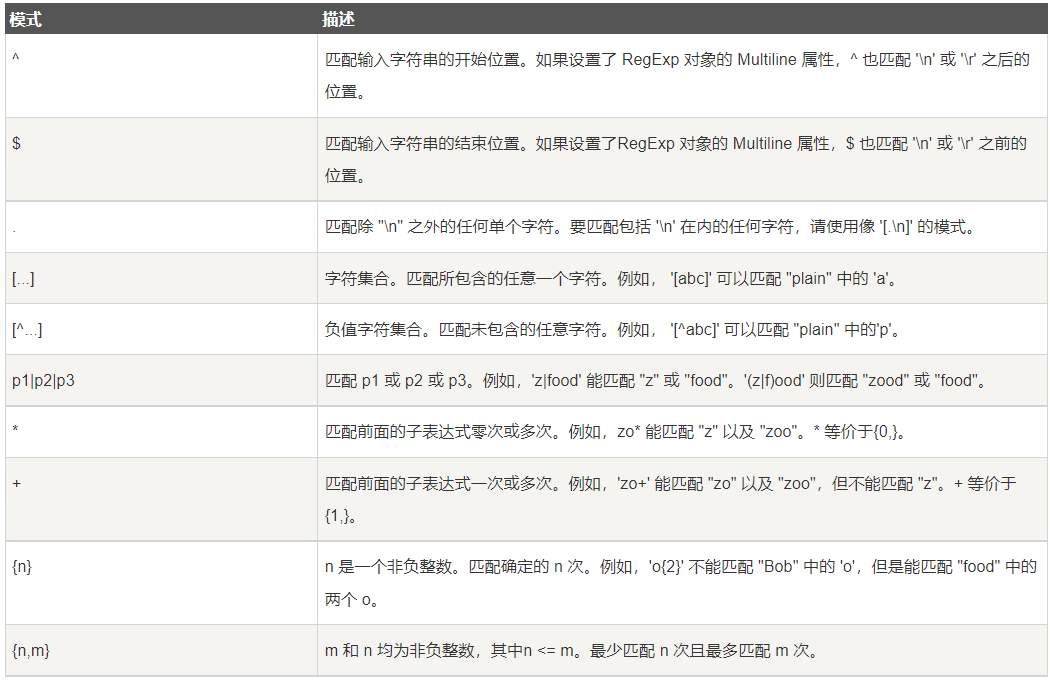 模式 描述
^ 匹配输入字符串的开始位置。如果设置了 RegExp 对象的 Multiline 属性，^ 也匹配 '\n' 或 '\r' 之后的
位置。
$ 匹配输入字符串的结束位置。如果设置了RegExp 对象的 Multiline 属性，$ 也匹配 '\n' 或 '\r' 之前的
位置。
. 匹配除 "\n" 之外的任何单个字符。要匹配包括 '\n' 在内的任何字符，请使用像 '[.\n]' 的模式。
[...] 字符集合。匹配所包含的任意一个字符。例如， '[abc]' 可以匹配 "plain" 中的 'a'。
[^...] 负值字符集合。匹配未包含的任意字符。例如， '[^abc]' 可以匹配 "plain" 中的'p'。
p1|p2|p3 匹配 p1 或 p2 或 p3。例如，'z|food' 能匹配 "z" 或 "food"。'(z|f)ood' 则匹配 "zood" 或 "food"。
* 匹配前面的子表达式零次或多次。例如，zo* 能匹配 "z" 以及 "zoo"。* 等价于{0,}。
+ 匹配前面的子表达式一次或多次。例如，'zo+' 能匹配 "zo" 以及 "zoo"，但不能匹配 "z"。+ 等价于
{1,}。
{n} n 是一个非负整数。匹配确定的 n 次。例如，'o{2}' 不能匹配 "Bob" 中的 'o'，但是能匹配 "food" 中的
两个 o。
{n,m} m 和 n 均为非负整数，其中n <= m。最少匹配 n 次且最多匹配 m 次。